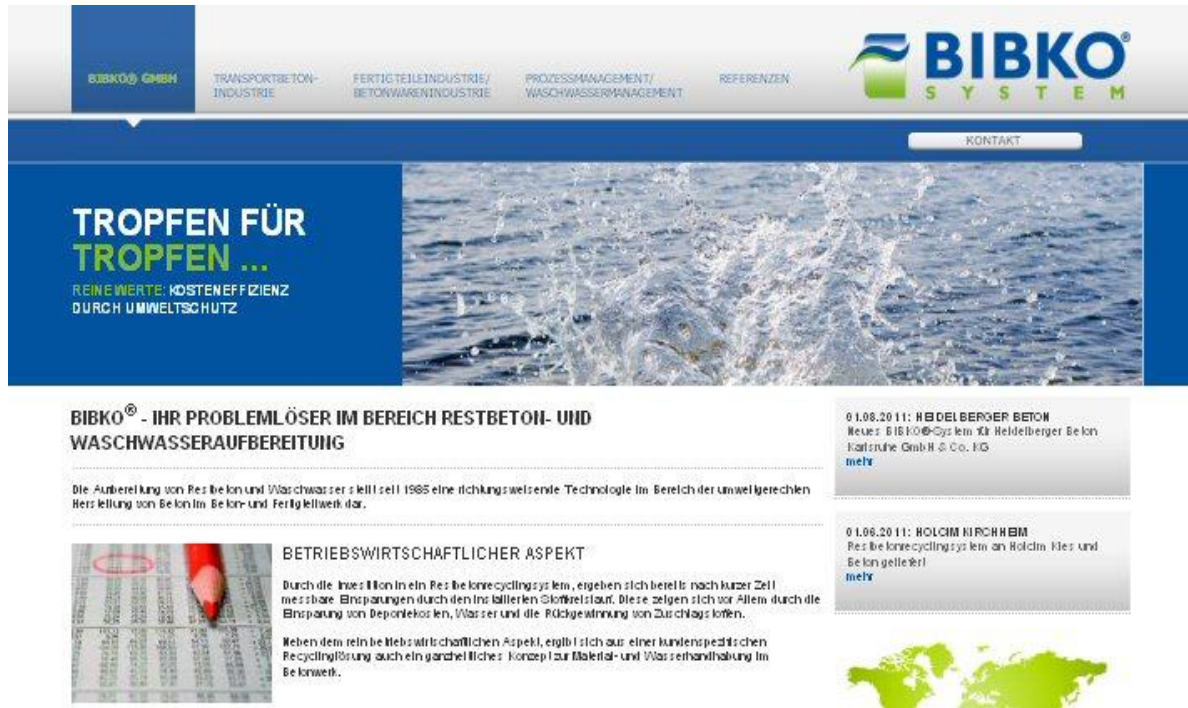 BIBKO® GMBH
TRANSPORTBETON-
INDUSTRIE
FERTIGTEILEINDUSTRIE/
BETONWARENINDUSTRIE
PROZESSMANAGEMENT/
WASCHWASSERMANAGEMENT
REFERENZEN
BIBKO®
SYSTEM
KONTAKT
TROPFEN FÜR
TROPFEN ...
REINE WERTE: KOSTENEFFIZIENZ
DURCH UMWELTSCHUTZ
BIBKO® - IHR PROBLEMLÖSER IM BEREICH RESTBETON- UND
WASCHWASSERAUFBEREITUNG
Die Aufbereitung von Restbeton und Waschwasser stellt seit 1985 eine richtungsweisende Technologie im Bereich der umweltgerechten
Herstellung von Beton im Beton- und Fertigteilwerk dar.
BETRIEBSWIRTSCHAFTLICHER ASPEKT
Durch die Investition in ein Restbetonrecyclingsystem, ergeben sich bereits nach kurzer Zeit
messbare Einsparungen durch den installierten Stoffkreislauf. Diese zeigen sich vor Allem durch die
Einsparung von Deponiekosten, Wasser und die Rückgewinnung von Zuschlagstoffen.
Neben dem rein betriebswirtschaftlichen Aspekt, ergibt sich aus einer kundenspezifischen
Recyclinglösung auch ein ganzheitliches Konzept zur Material- und Wasserhandhabung im
Betonwerk.
01.08.2011: HEIDELBERGER BETON
Neues BIBKO®-System für Heidelberger Beton
Karlsruhe GmbH & Co. KG
mehr
01.06.2011: HOLCIM KIRCHHEIM
Restbetonrecyclingsystem an Holcim Kies und
Beton geliefert
mehr